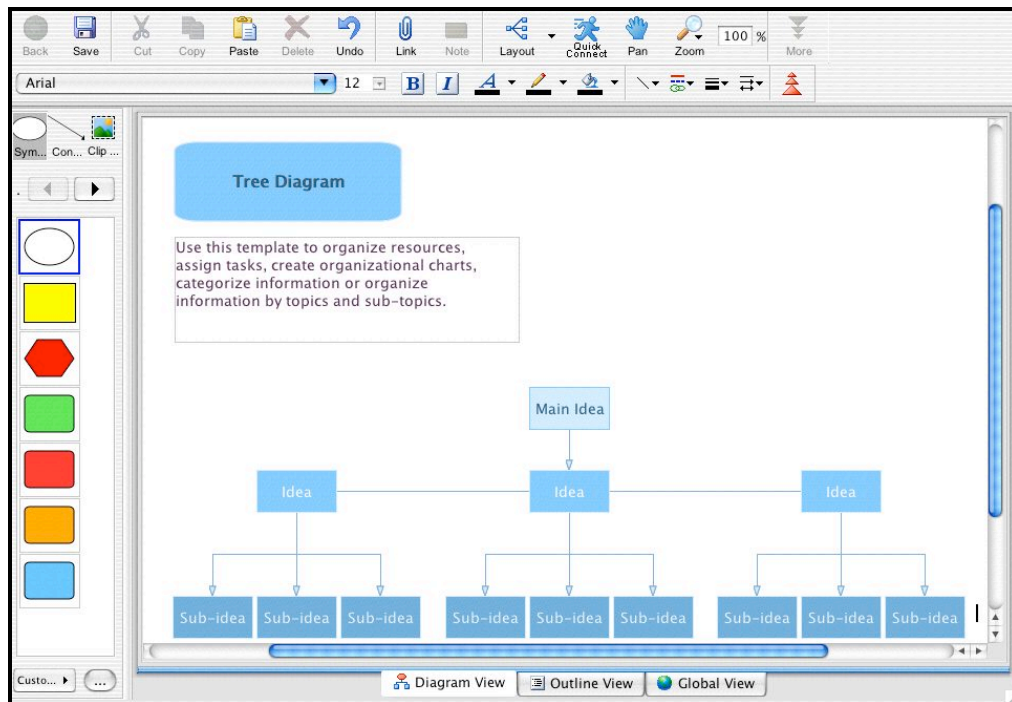 Back Save Cut Copy Paste Delete Undo Link Note Layout Quick Connect Pan Zoom 100 % More
Arial 12 B I A
Sym... Con... Clip ...
Tree Diagram
Use this template to organize resources,
assign tasks, create organizational charts,
categorize information or organize
information by topics and sub-topics.
Main Idea
Idea Idea Idea
Sub-idea Sub-idea Sub-idea Sub-idea Sub-idea Sub-idea Sub-idea Sub-idea Sub-idea
Custo... ...
Diagram View Outline View Global View